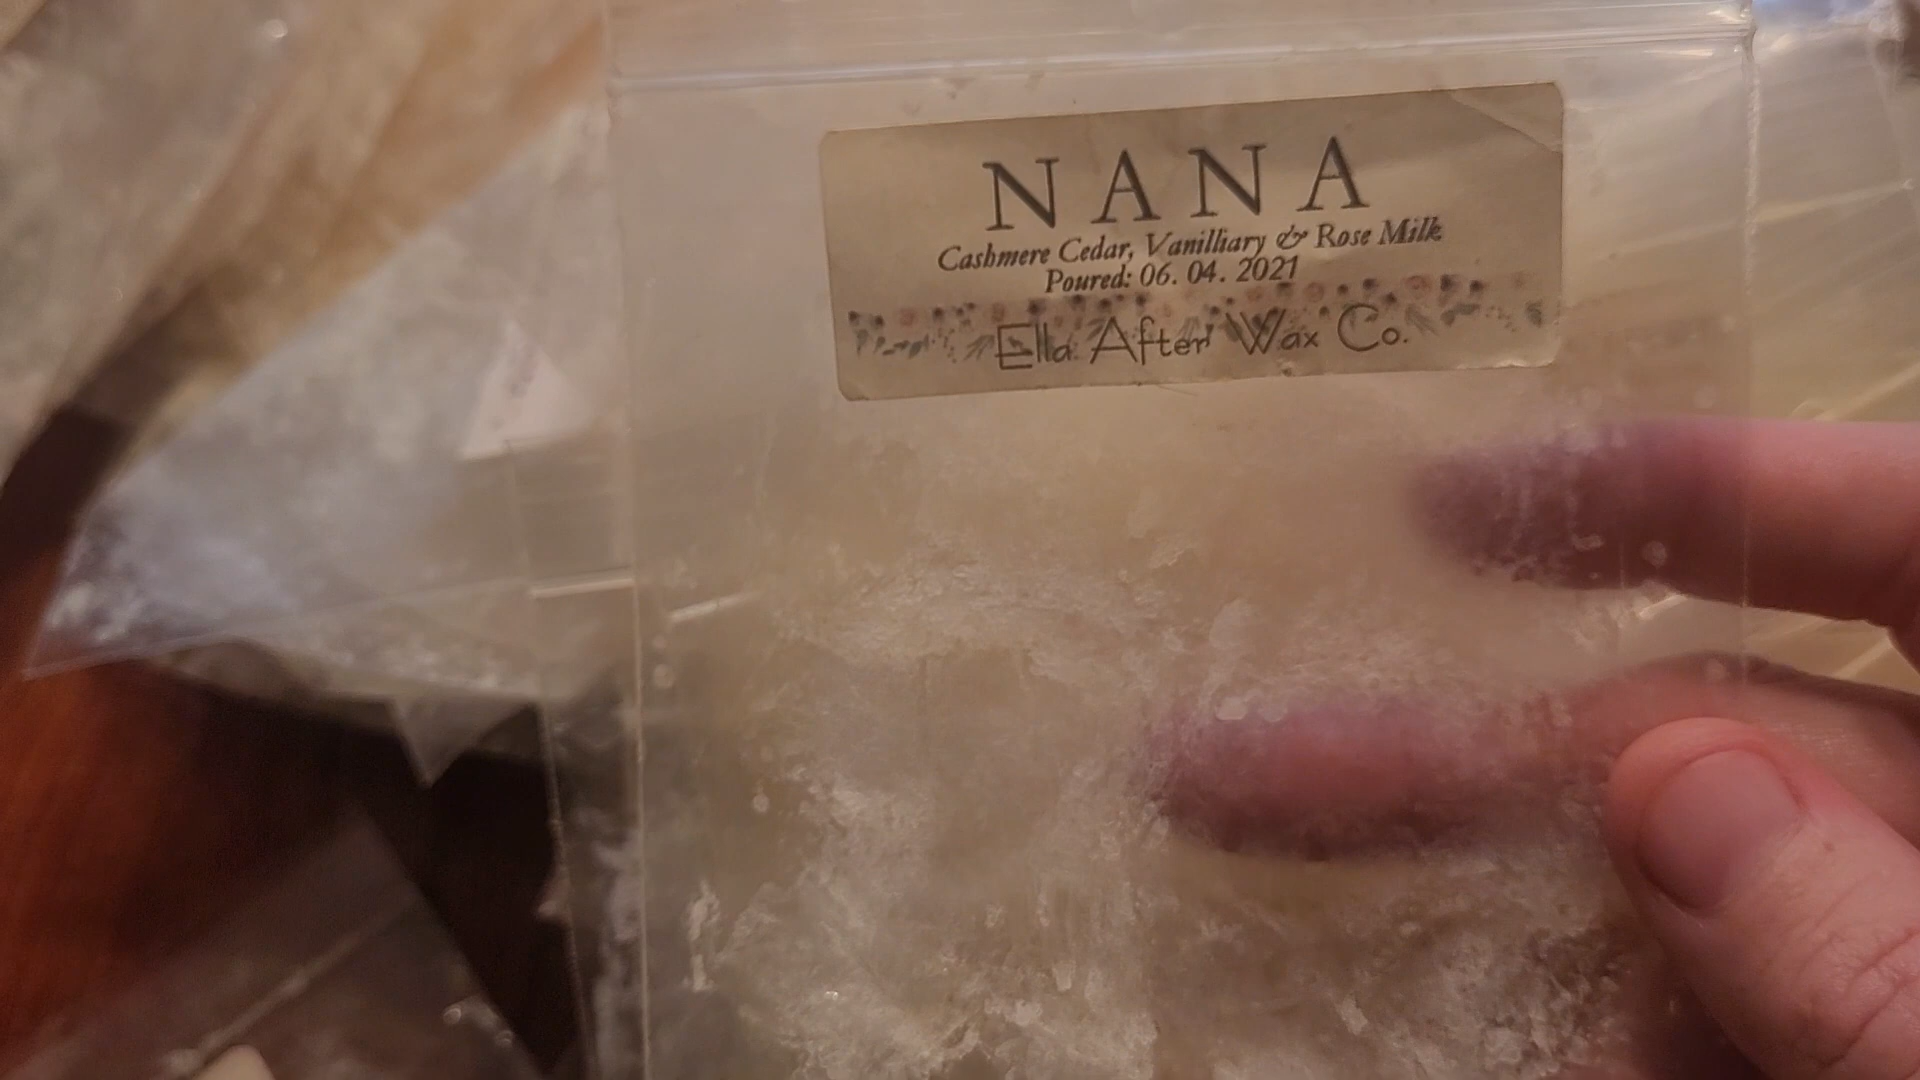 NANA
Cashmere Cedar, Vanilliary & Rose Milk
Poured: 06. 04. 2021
Ella After Wax Co.